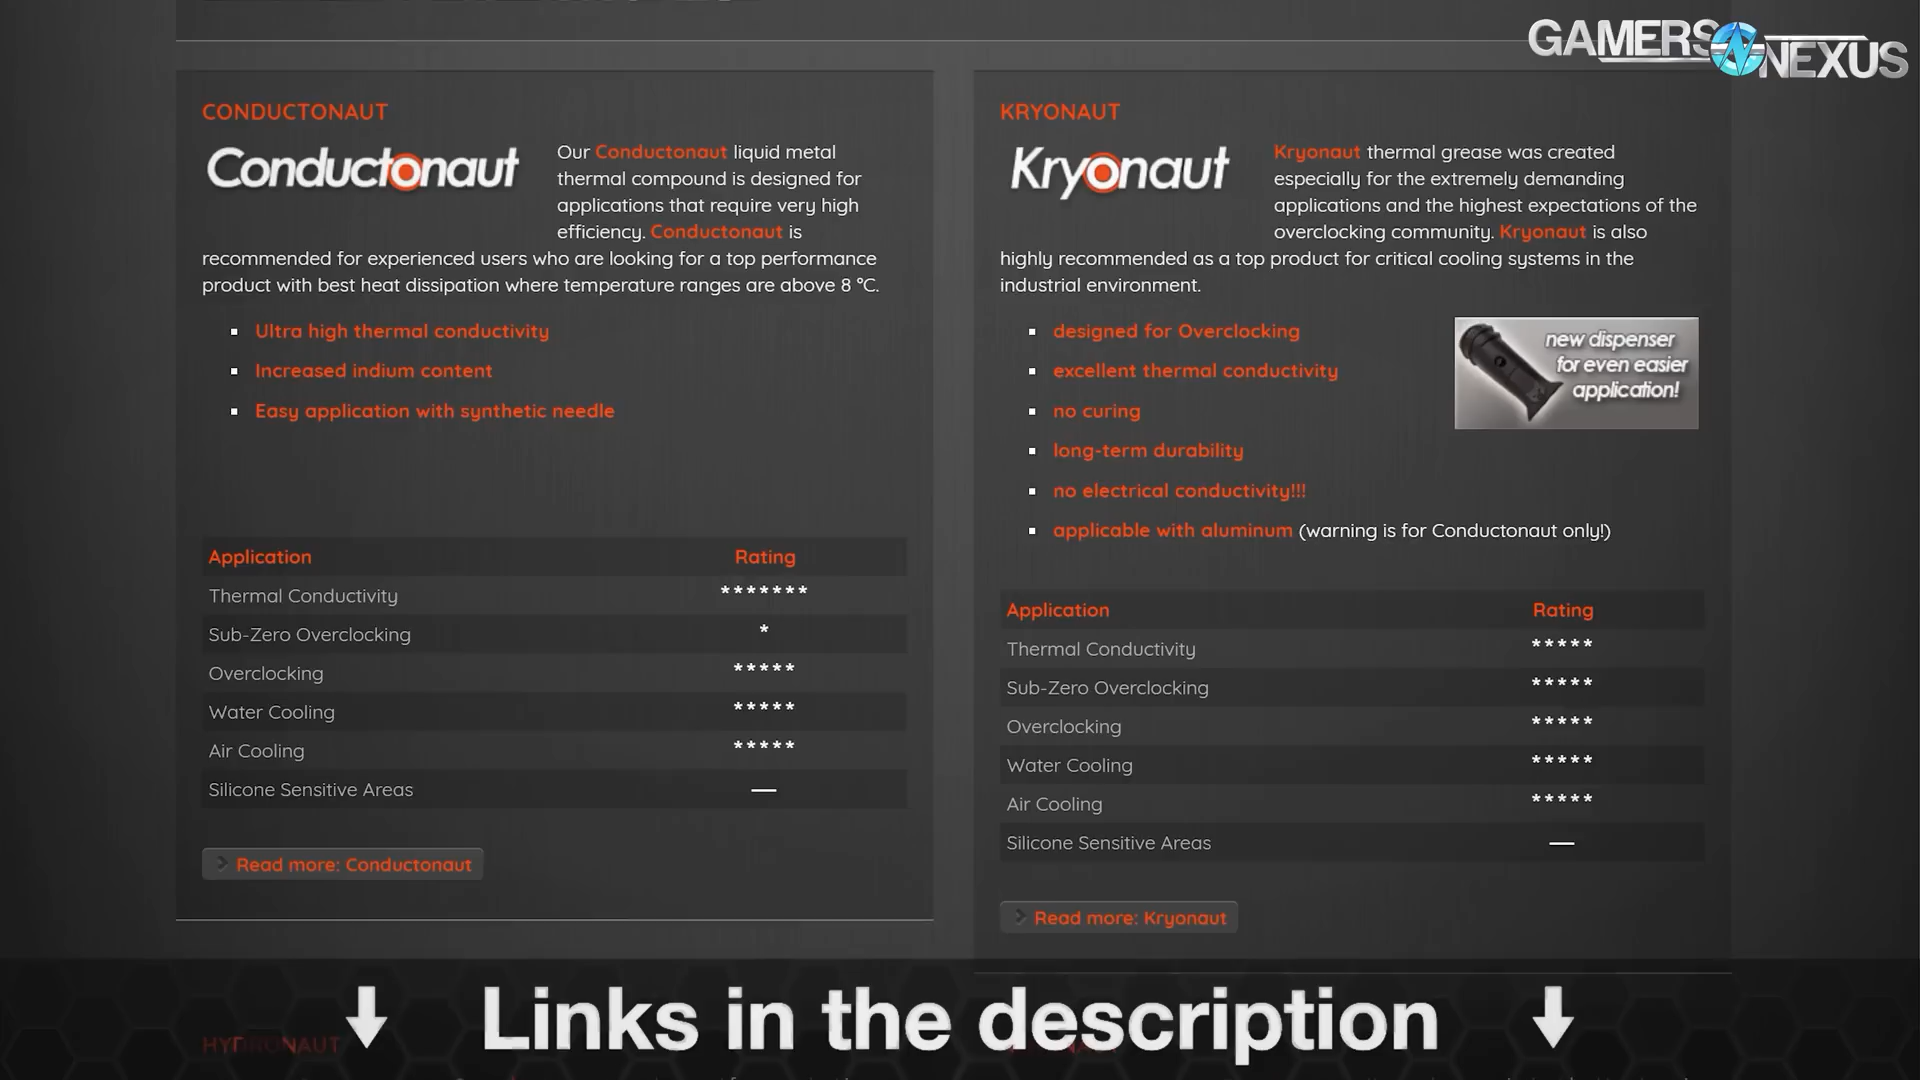 GAMERS NEXUS
CONDUCTONAUT
Conductonaut
Our Conductonaut liquid metal
thermal compound is designed for
applications that require very high
efficiency. Conductonaut is
recommended for experienced users who are looking for a top performance
product with best heat dissipation where temperature ranges are above 8 °C.
▪ Ultra high thermal conductivity
▪ Increased indium content
▪ Easy application with synthetic needle
Application Rating
Thermal Conductivity *******
Sub-Zero Overclocking *
Overclocking *****
Water Cooling *****
Air Cooling *****
Silicone Sensitive Areas —
Read more: Conductonaut
KRYONAUT
Kryonaut
Kryonaut thermal grease was created
especially for the extremely demanding
applications and the highest expectations of the
overclocking community. Kryonaut is also
highly recommended as a top product for critical cooling systems in the
industrial environment.
▪ designed for Overclocking
▪ excellent thermal conductivity
▪ no curing
▪ long-term durability
▪ no electrical conductivity!!!
▪ applicable with aluminum (warning is for Conductonaut only!)
new dispenser
for even easier
application!
Application Rating
Thermal Conductivity *****
Sub-Zero Overclocking *****
Overclocking *****
Water Cooling *****
Air Cooling *****
Silicone Sensitive Areas —
Read more: Kryonaut
Links in the description
HYDRONAUT